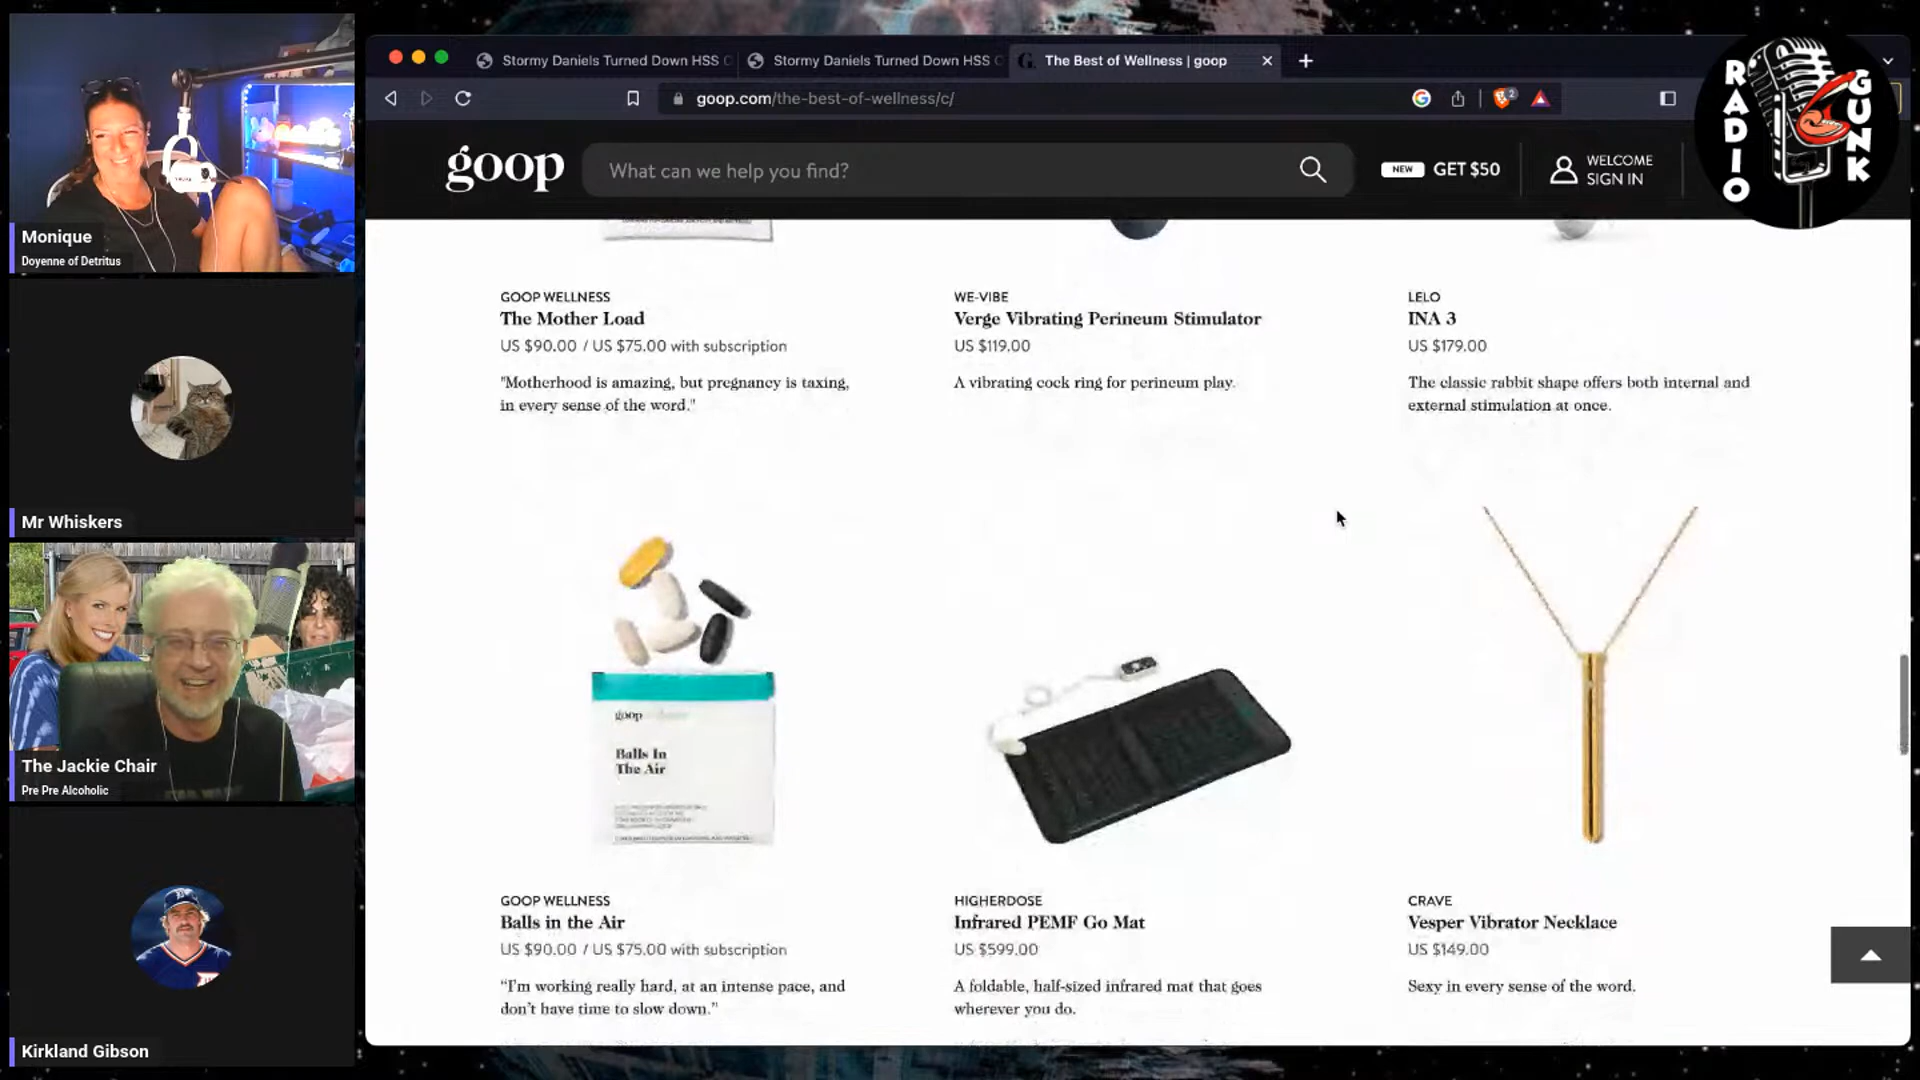 Monique
Doyenne of Detritus
Mr Whiskers
The Jackie Chair
Pre Pre Alcoholic
Kirkland Gibson
Stormy Daniels Turned Down HSS
Stormy Daniels Turned Down HSS
The Best of Wellness | goop
goop.com/the-best-of-wellness/c/
2
RADIO
GUNK
goop
What can we help you find?
NEW
GET $50
WELCOME
SIGN IN
GOOP WELLNESS
The Mother Load
US $90.00 / US $75.00 with subscription
"Motherhood is amazing, but pregnancy is taxing,
in every sense of the word."
WE-VIBE
Verge Vibrating Perineum Stimulator
US $119.00
A vibrating cock ring for perineum play.
LELO
INA 3
US $179.00
The classic rabbit shape offers both internal and
external stimulation at once.
goop
Balls In
The Air
GOOP WELLNESS
Balls in the Air
US $90.00 / US $75.00 with subscription
“I’m working really hard, at an intense pace, and
don’t have time to slow down.”
HIGHERDOSE
Infrared PEMF Go Mat
US $599.00
A foldable, half-sized infrared mat that goes
wherever you do.
CRAVE
Vesper Vibrator Necklace
US $149.00
Sexy in every sense of the word.